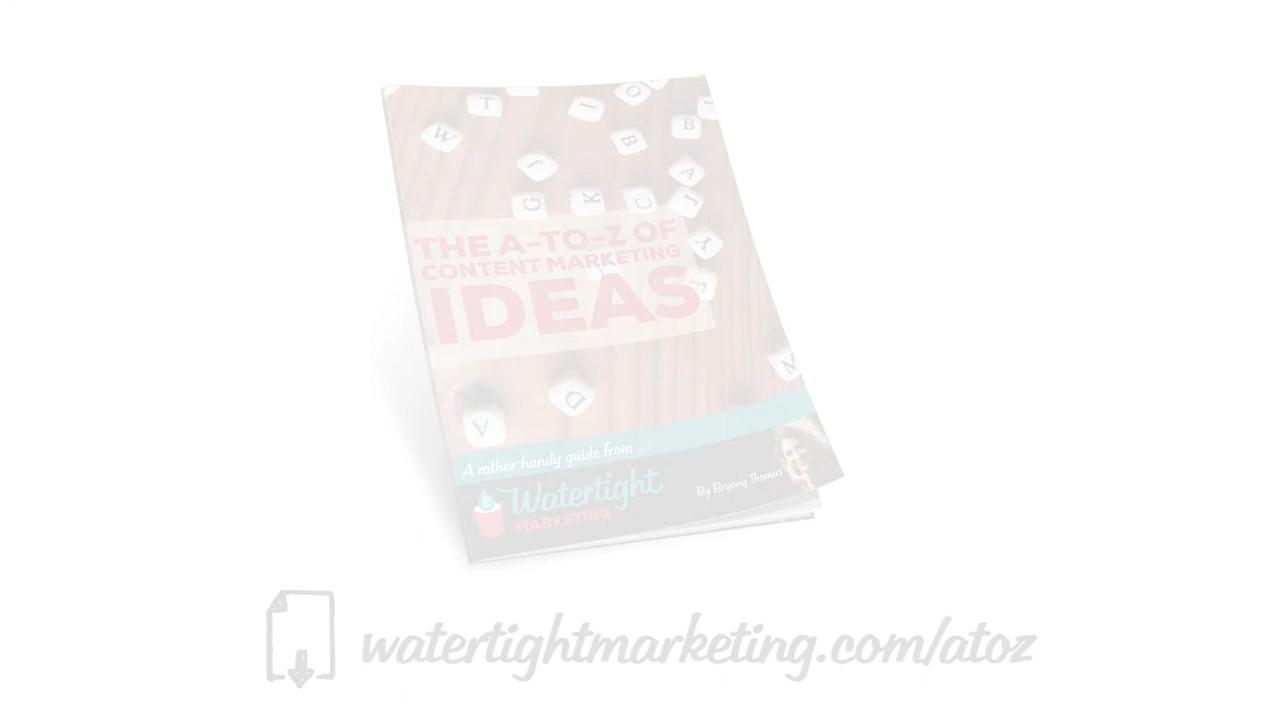 T
I
O
W
B
B
J
A
G
K
C
J
A
THE A-TO-Z OF
CONTENT MARKETING
IDEAS
M
D
A
A rather handy guide from ...
Watertight
MARKETING
By Bryony Thomas
watertightmarketing.com/atoz